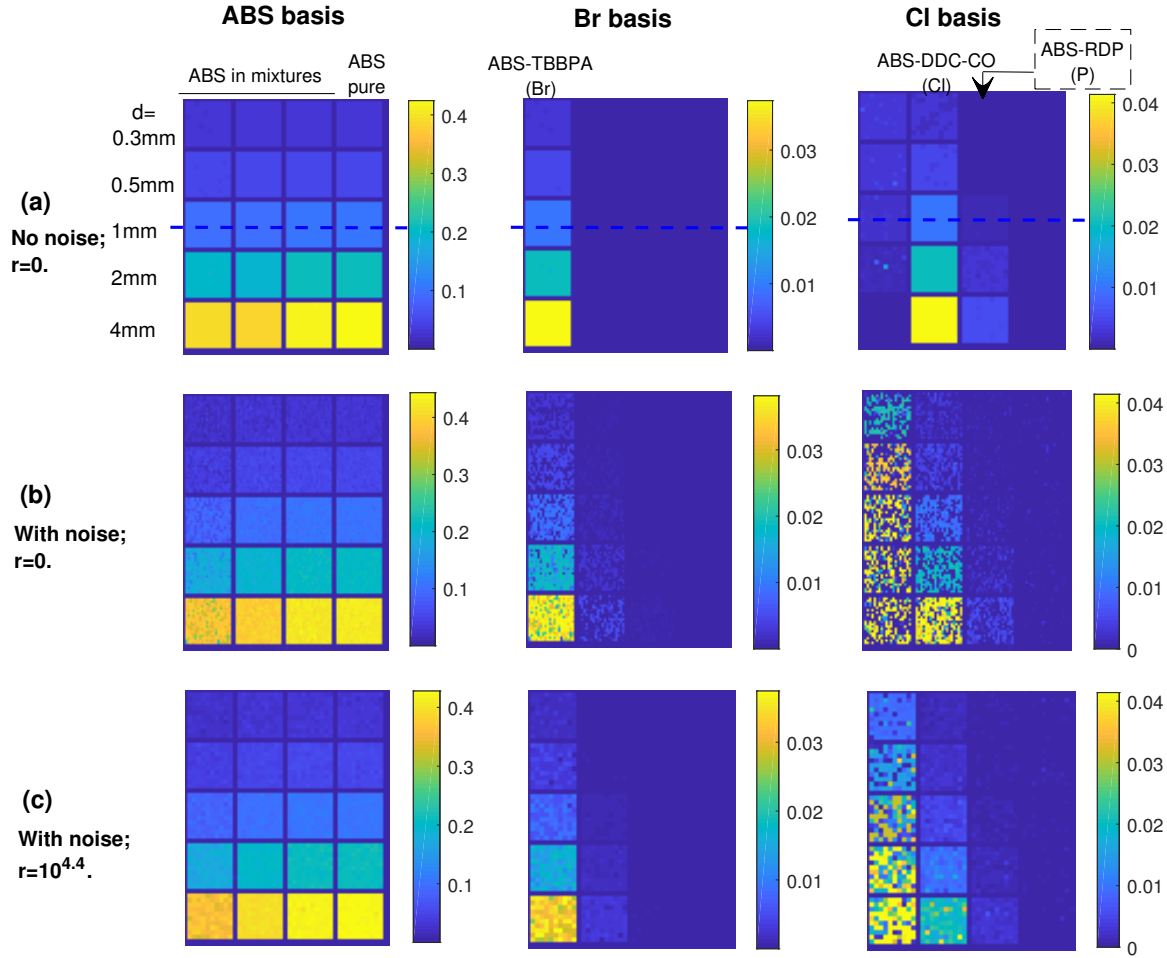 ABS basis
Br basis
Cl basis
ABS in mixtures
ABS
pure
ABS-TBBPA
(Br)
ABS-DDC-CO
(Cl)
ABS-RDP
(P)
d=
0.3mm
0.5mm
1mm
2mm
4mm
(a)
No noise;
r=0.
0.4
0.3
0.2
0.1
0.03
0.02
0.01
0.04
0.03
0.02
0.01
(b)
With noise;
r=0.
0.4
0.3
0.2
0.1
0.03
0.02
0.01
0.04
0.03
0.02
0.01
0
(c)
With noise;
r=10^4.4.
0.4
0.3
0.2
0.1
0.03
0.02
0.01
0.04
0.03
0.02
0.01
0